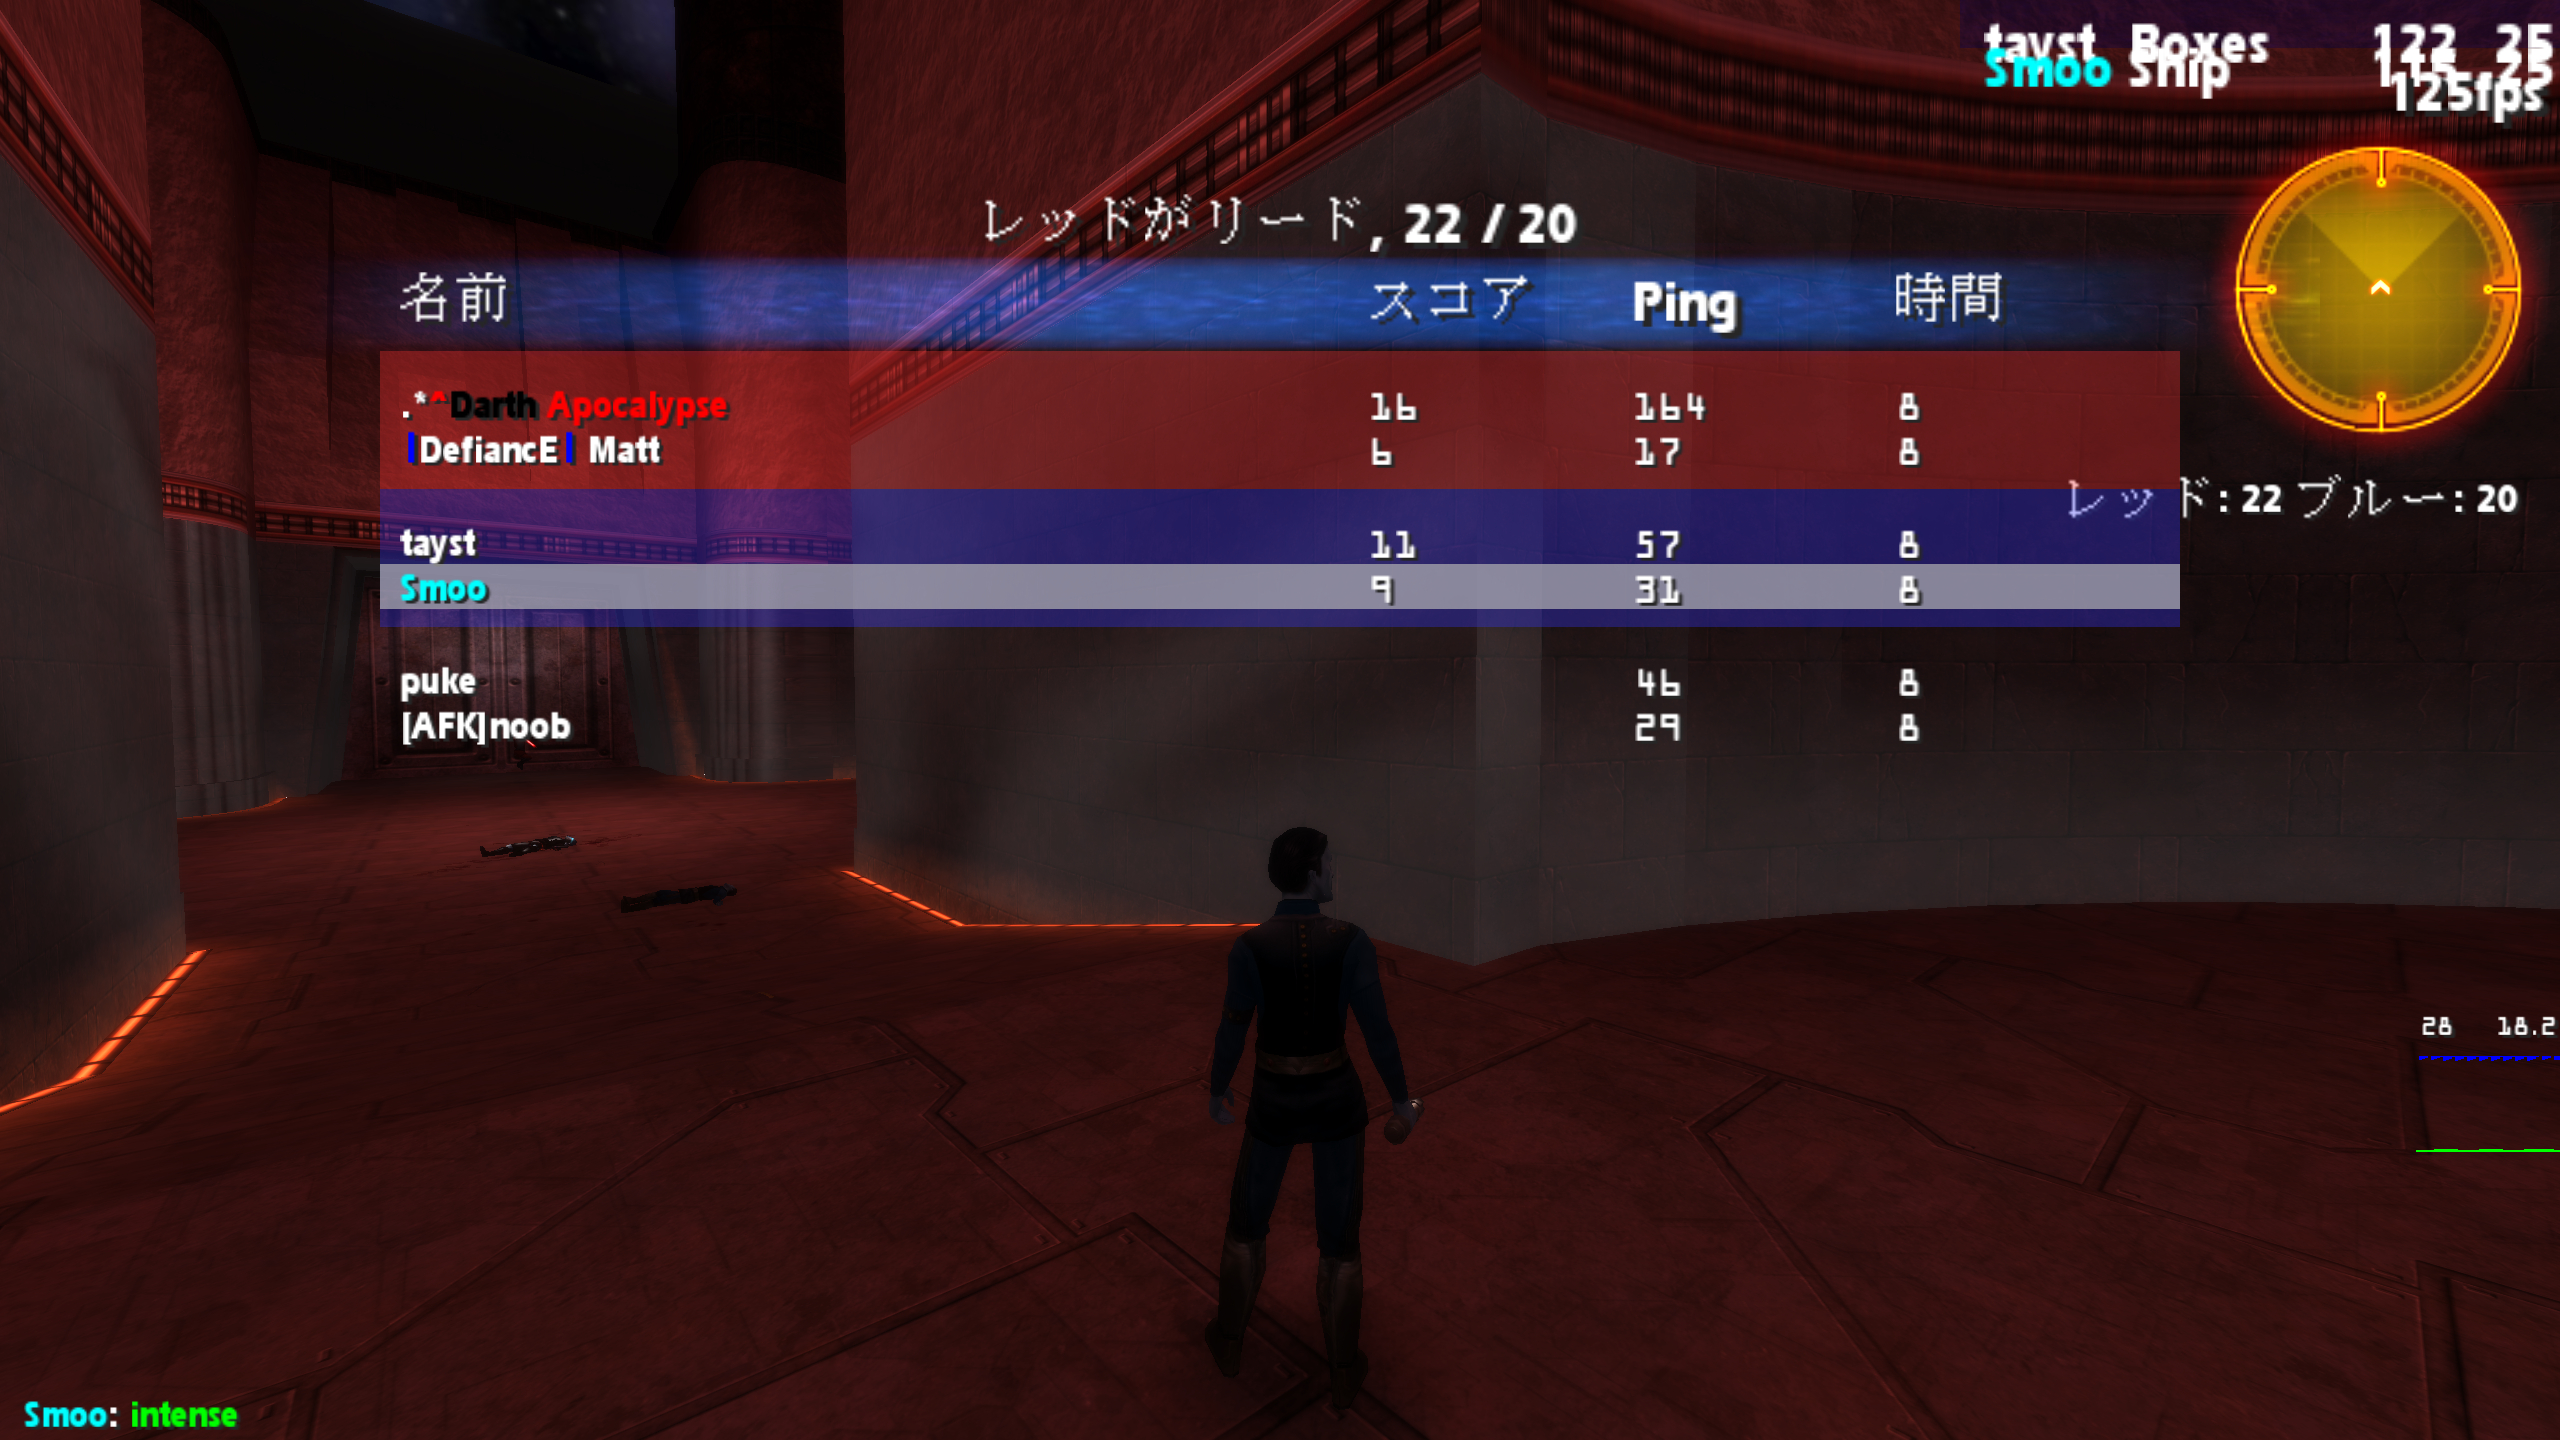 tayst Boxes 122 25
Smoo Ship 25
125fps
レッドがリード, 22 / 20
名前 スコア Ping 時間
.*^Darth Apocalypse 16 164 8
|DefiancE| Matt 6 17 8
レッド: 22 ブルー: 20
tayst 11 57 8
Smoo 9 31 8
puke 46 8
[AFK]noob 29 8
28 18.2
Smoo: intense